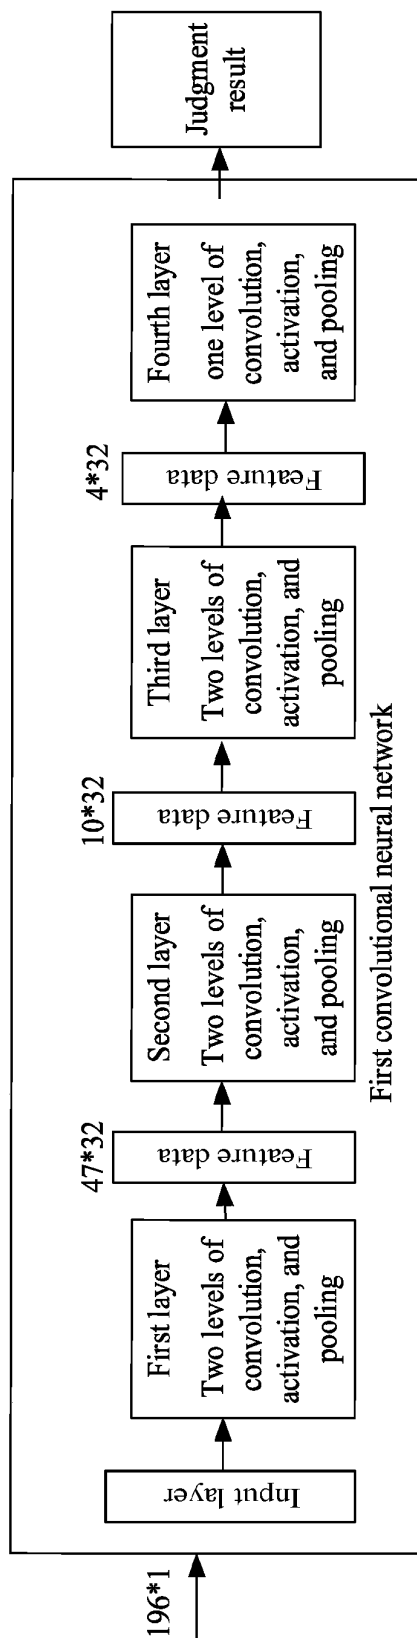 196*1
Input layer
First layer
Two levels of
convolution,
activation, and
pooling
47*32
Feature data
Second layer
Two levels of
convolution,
activation,
and pooling
10*32
Feature data
Third layer
Two levels of
convolution,
activation, and
pooling
4*32
Feature data
Fourth layer
one level of
convolution,
activation,
and pooling
Judgment
result
First convolutional neural network